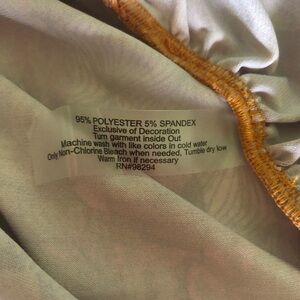 95% POLYESTER 5% SPANDEX
Exclusive of Decoration
Turn garment inside Out
Machine wash with like colors in cold water
Only Non-Chlorine Bleach when needed, Tumble dry low
Warm Iron if necessary
RN#98294